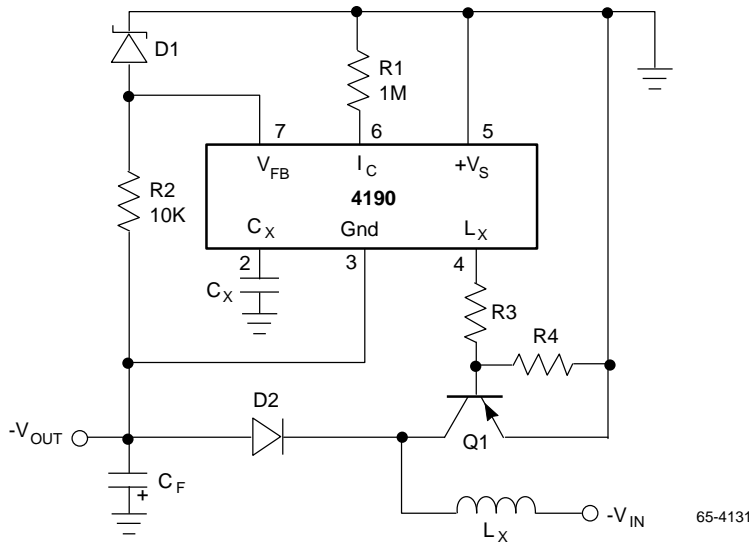 D1
R1
1M
7
6
5
V_FB
I_C
+V_S
4190
R2
10K
C_X
Gnd
L_X
2
3
4
C_X
R3
R4
D2
-V_OUT
Q1
C_F
+
L_X
-V_IN
65-4131